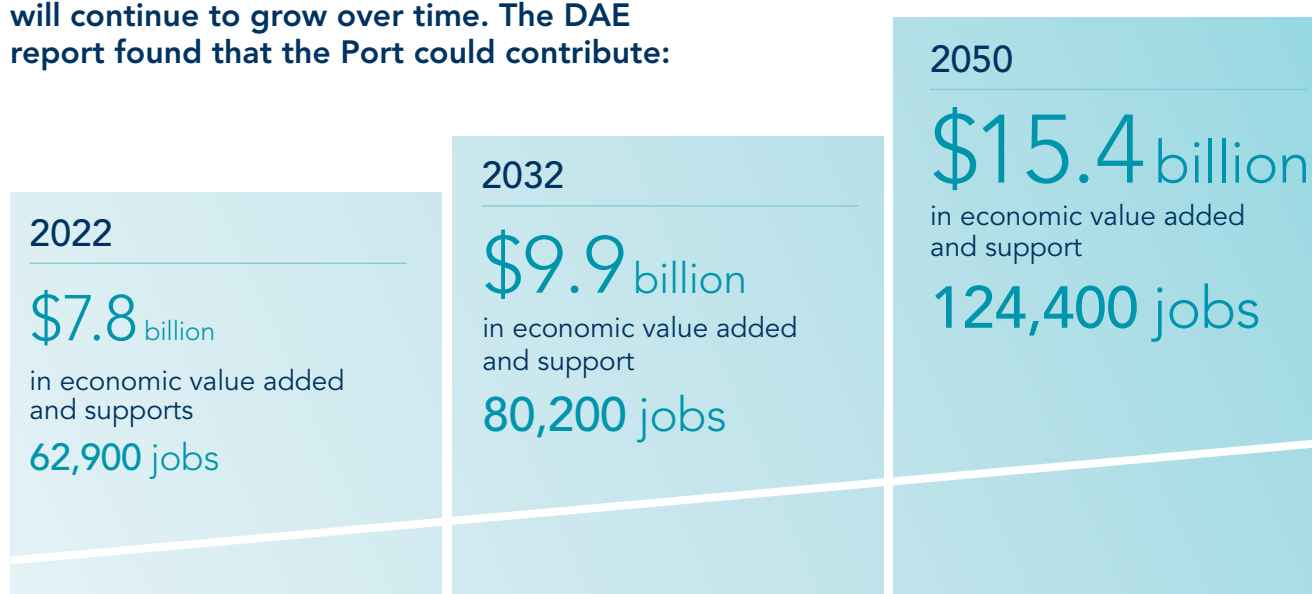 will continue to grow over time. The DAE
report found that the Port could contribute:
2022
$7.8 billion
in economic value added
and supports
62,900 jobs
2032
$9.9 billion
in economic value added
and support
80,200 jobs
2050
$15.4 billion
in economic value added
and support
124,400 jobs